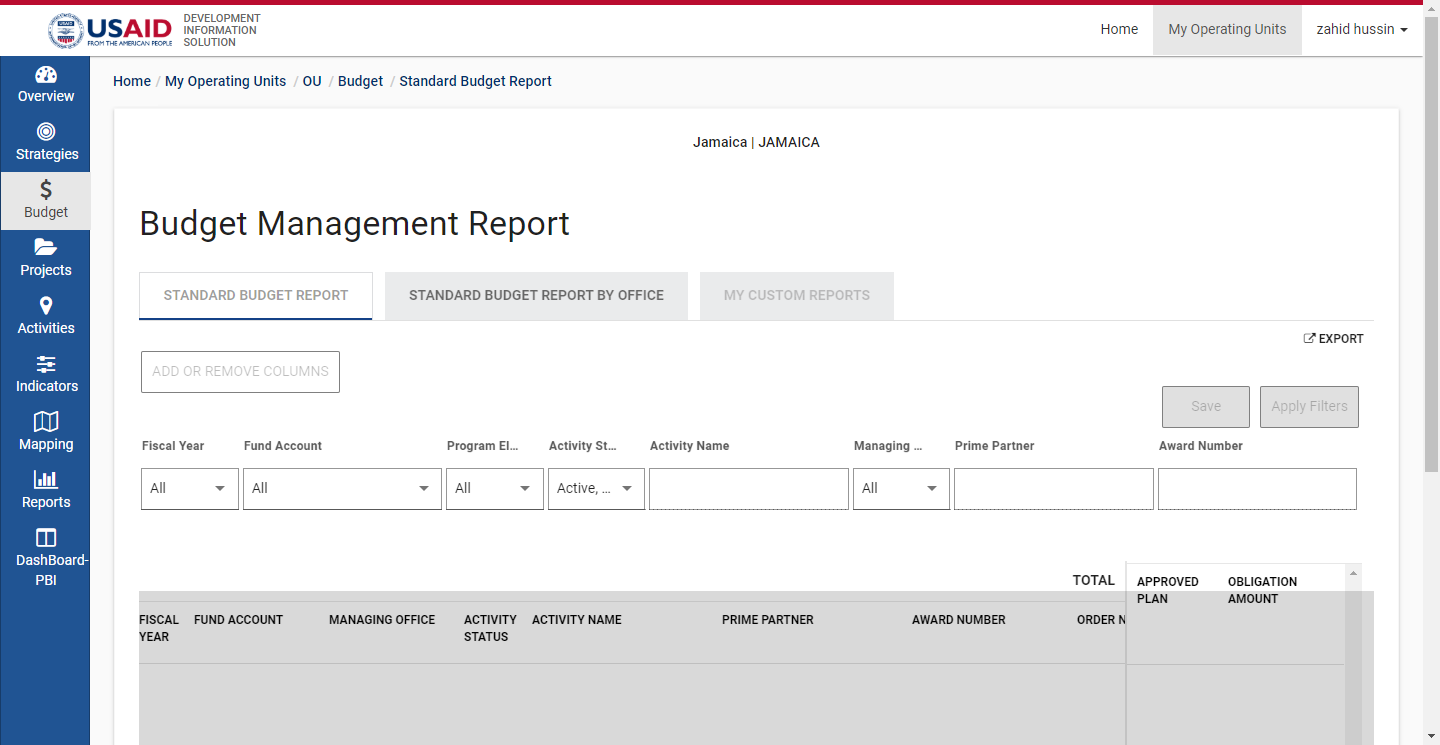 USAID
FROM THE AMERICAN PEOPLE
DEVELOPMENT
INFORMATION
SOLUTION
Home
My Operating Units
zahid hussin
Overview
Strategies
$
Budget
Projects
Activities
Indicators
Mapping
Reports
DashBoard-
PBI
Home / My Operating Units / OU / Budget / Standard Budget Report
Jamaica | JAMAICA
Budget Management Report
STANDARD BUDGET REPORT
STANDARD BUDGET REPORT BY OFFICE
MY CUSTOM REPORTS
EXPORT
ADD OR REMOVE COLUMNS
Save
Apply Filters
Fiscal Year
Fund Account
Program El...
Activity St...
Activity Name
Managing ...
Prime Partner
Award Number
All
All
All
Active, ...
All
TOTAL
APPROVED
PLAN
OBLIGATION
AMOUNT
FISCAL
YEAR
FUND ACCOUNT
MANAGING OFFICE
ACTIVITY
STATUS
ACTIVITY NAME
PRIME PARTNER
AWARD NUMBER
ORDER N